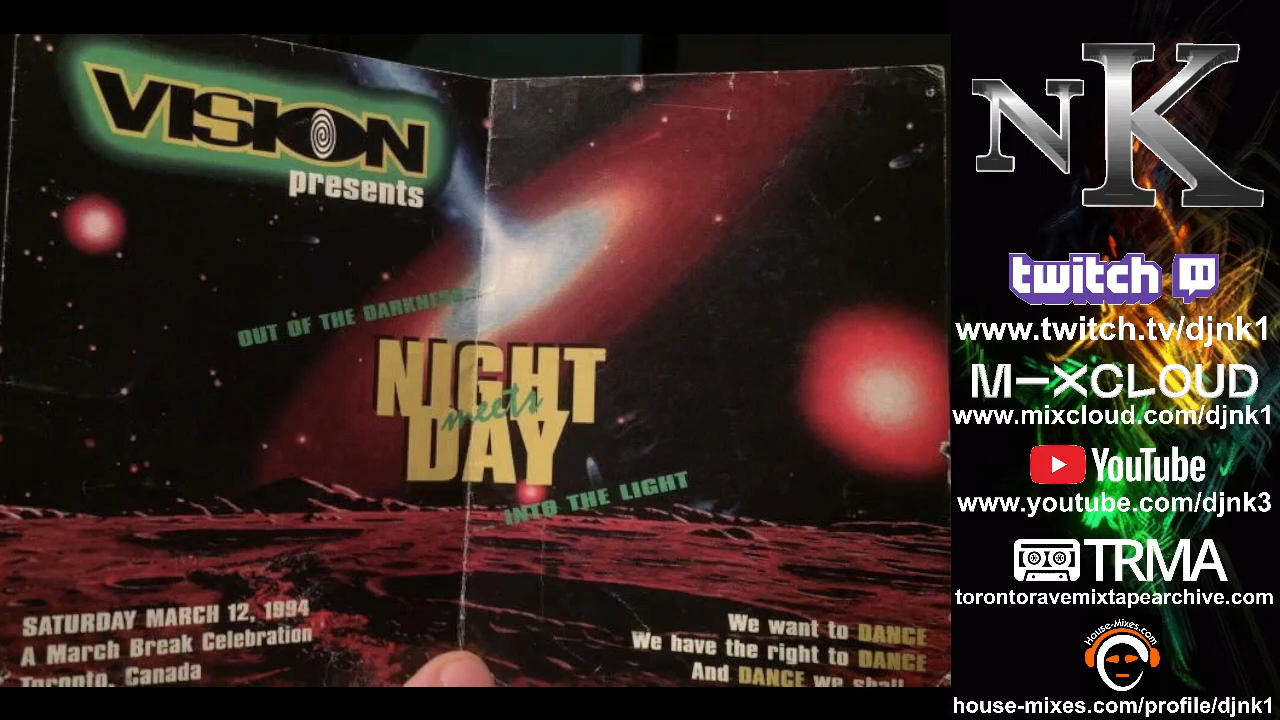 VISION
presents
OUT OF THE DARKNESS...
NIGHT
meets
DAY
... INTO THE LIGHT
SATURDAY MARCH 12, 1994
A March Break Celebration
Toronto, Canada
We want to DANCE
We have the right to DANCE
And DANCE we shall
NK
twitch
www.twitch.tv/djnk1
MIXCLOUD
www.mixcloud.com/djnk1
YouTube
www.youtube.com/djnk3
TRMA
torontoravemixtapearchive.com
House-Mixes.com
house-mixes.com/profile/djnk1